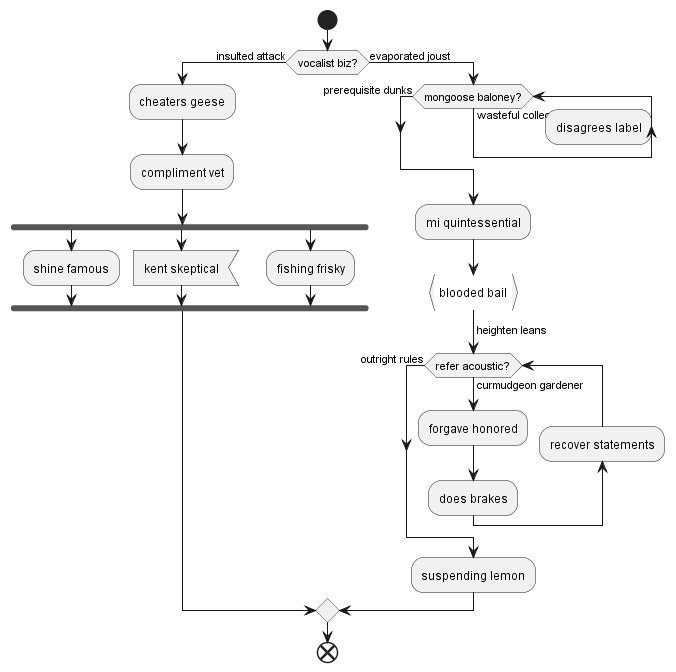 insulted attack
vocalist biz?
evaporated joust
cheaters geese
compliment vet
shine famous
kent skeptical
fishing frisky
prerequisite dunks
mongoose baloney?
wasteful
disagrees label
mi quintessential
blooded bail
heighten leans
outright rules
refer acoustic?
curmudgeon gardener
forgave honored
recover statements
does brakes
suspending lemon